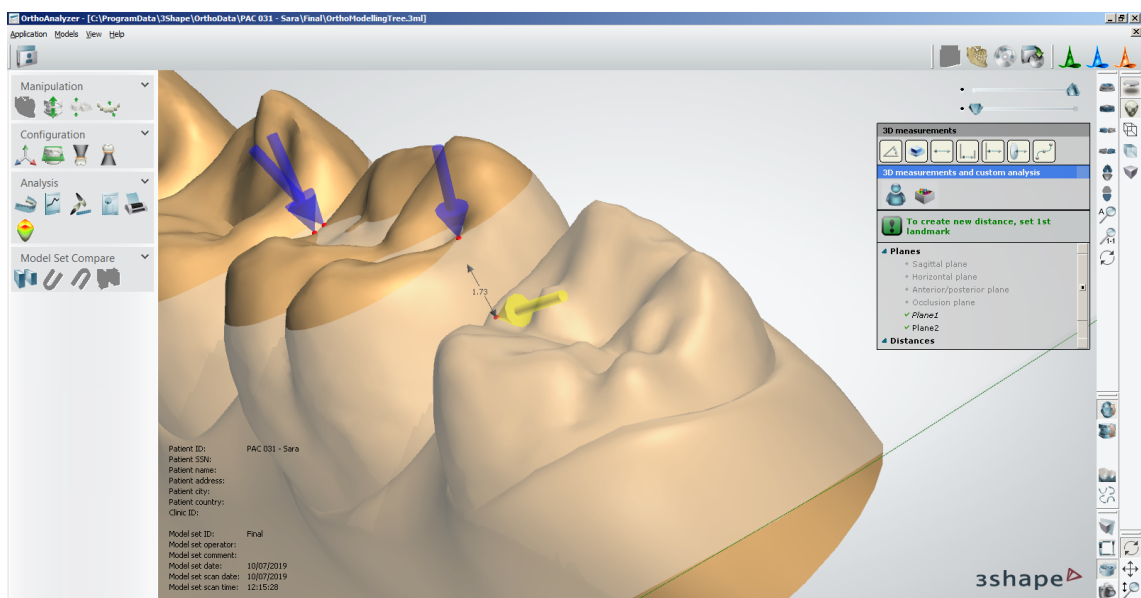 OrthoAnalyzer - [C:\ProgramData\3Shape\OrthoData\PAC 031 - Sara\Final\OrthoModellingTree.3ml]
Application Models View Help
Manipulation
Configuration
Analysis
Model Set Compare
3D measurements
3D measurements and custom analysis
To create new distance, set 1st
landmark
Planes
Sagittal plane
Horizontal plane
Anterior/posterior plane
Occlusion plane
Plane1
Plane2
Distances
1.73
Patient ID: PAC 031 - Sara
Patient SSN:
Patient name:
Patient address:
Patient city:
Patient country:
Clinic ID:
Model set ID: Final
Model set operator:
Model set comment:
Model set date: 10/07/2019
Model set scan date: 10/07/2019
Model set scan time: 12:15:28
A
1-1
3shape